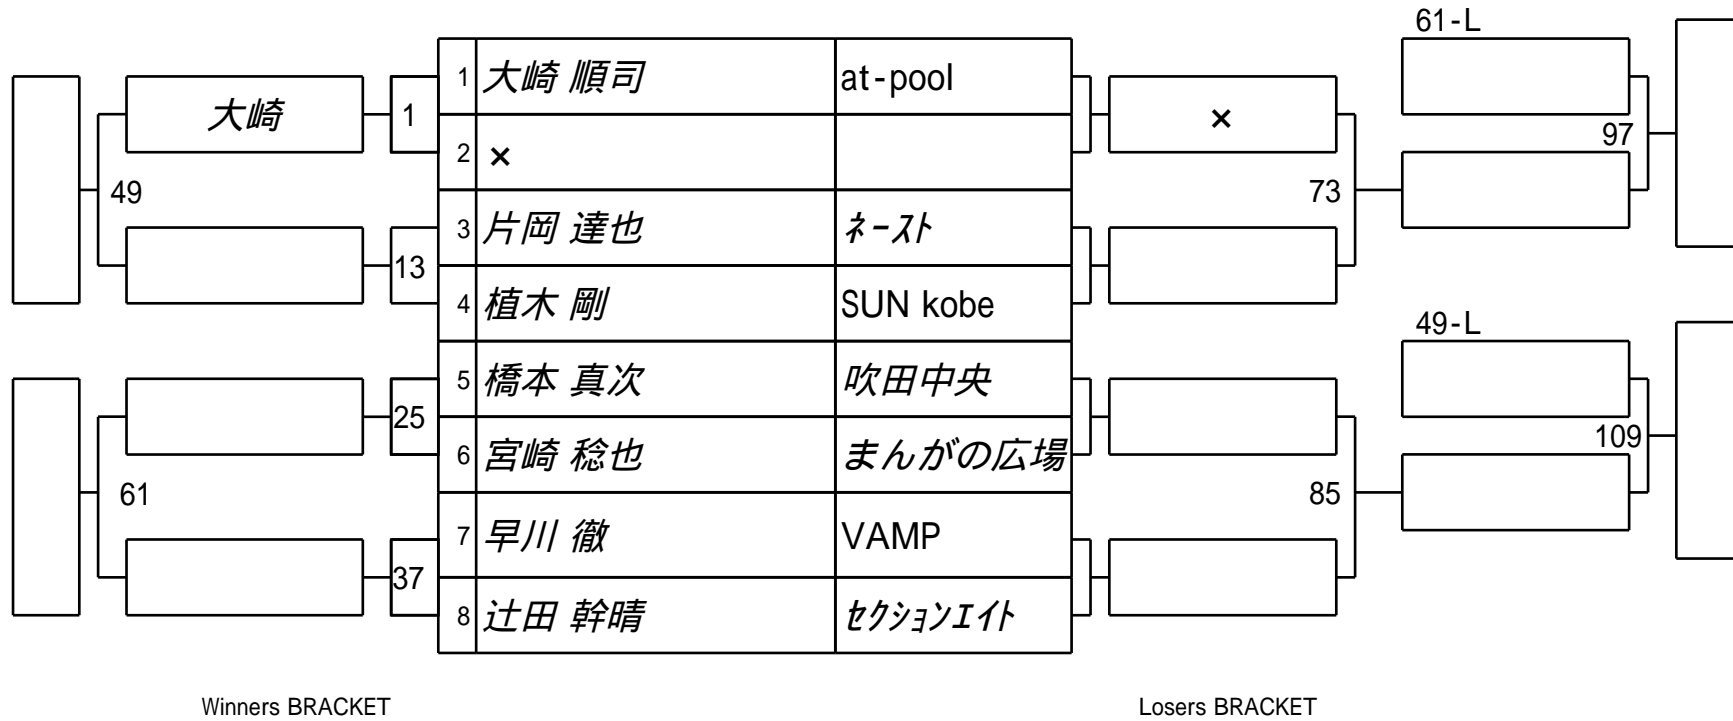 61-L
1 大崎 順司 at-pool
大崎 1 × 97
2 ×
49 73
3 片岡 達也 ネースト
13
4 植木 剛 SUN kobe
49-L
5 橋本 真次 吹田中央
25 109
6 宮崎 稔也 まんがの広場
61 85
7 早川 徹 VAMP
37
8 辻田 幹晴 セクションエイト
Winners BRACKET Losers BRACKET